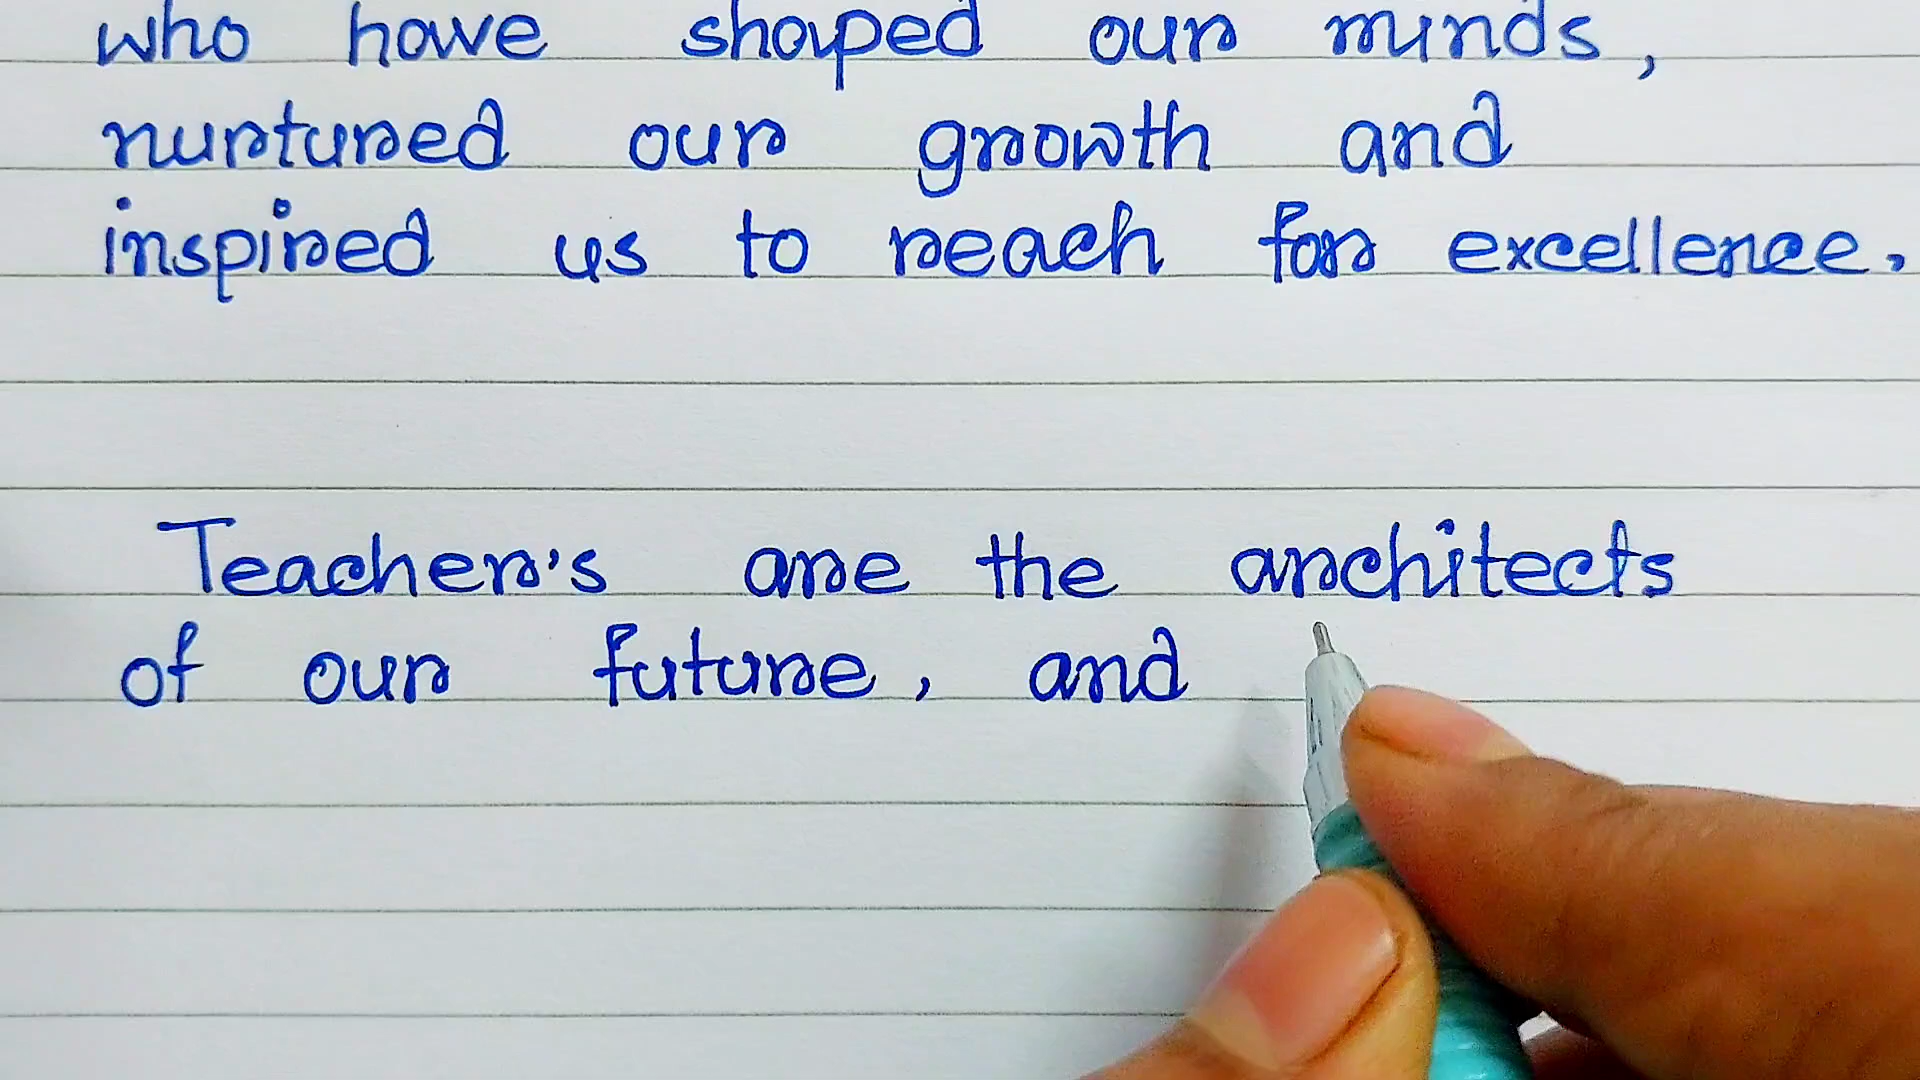 who have shaped our minds,
nurtured our growth and
inspired us to reach for excellence.
Teacher's are the architects
of our future, and